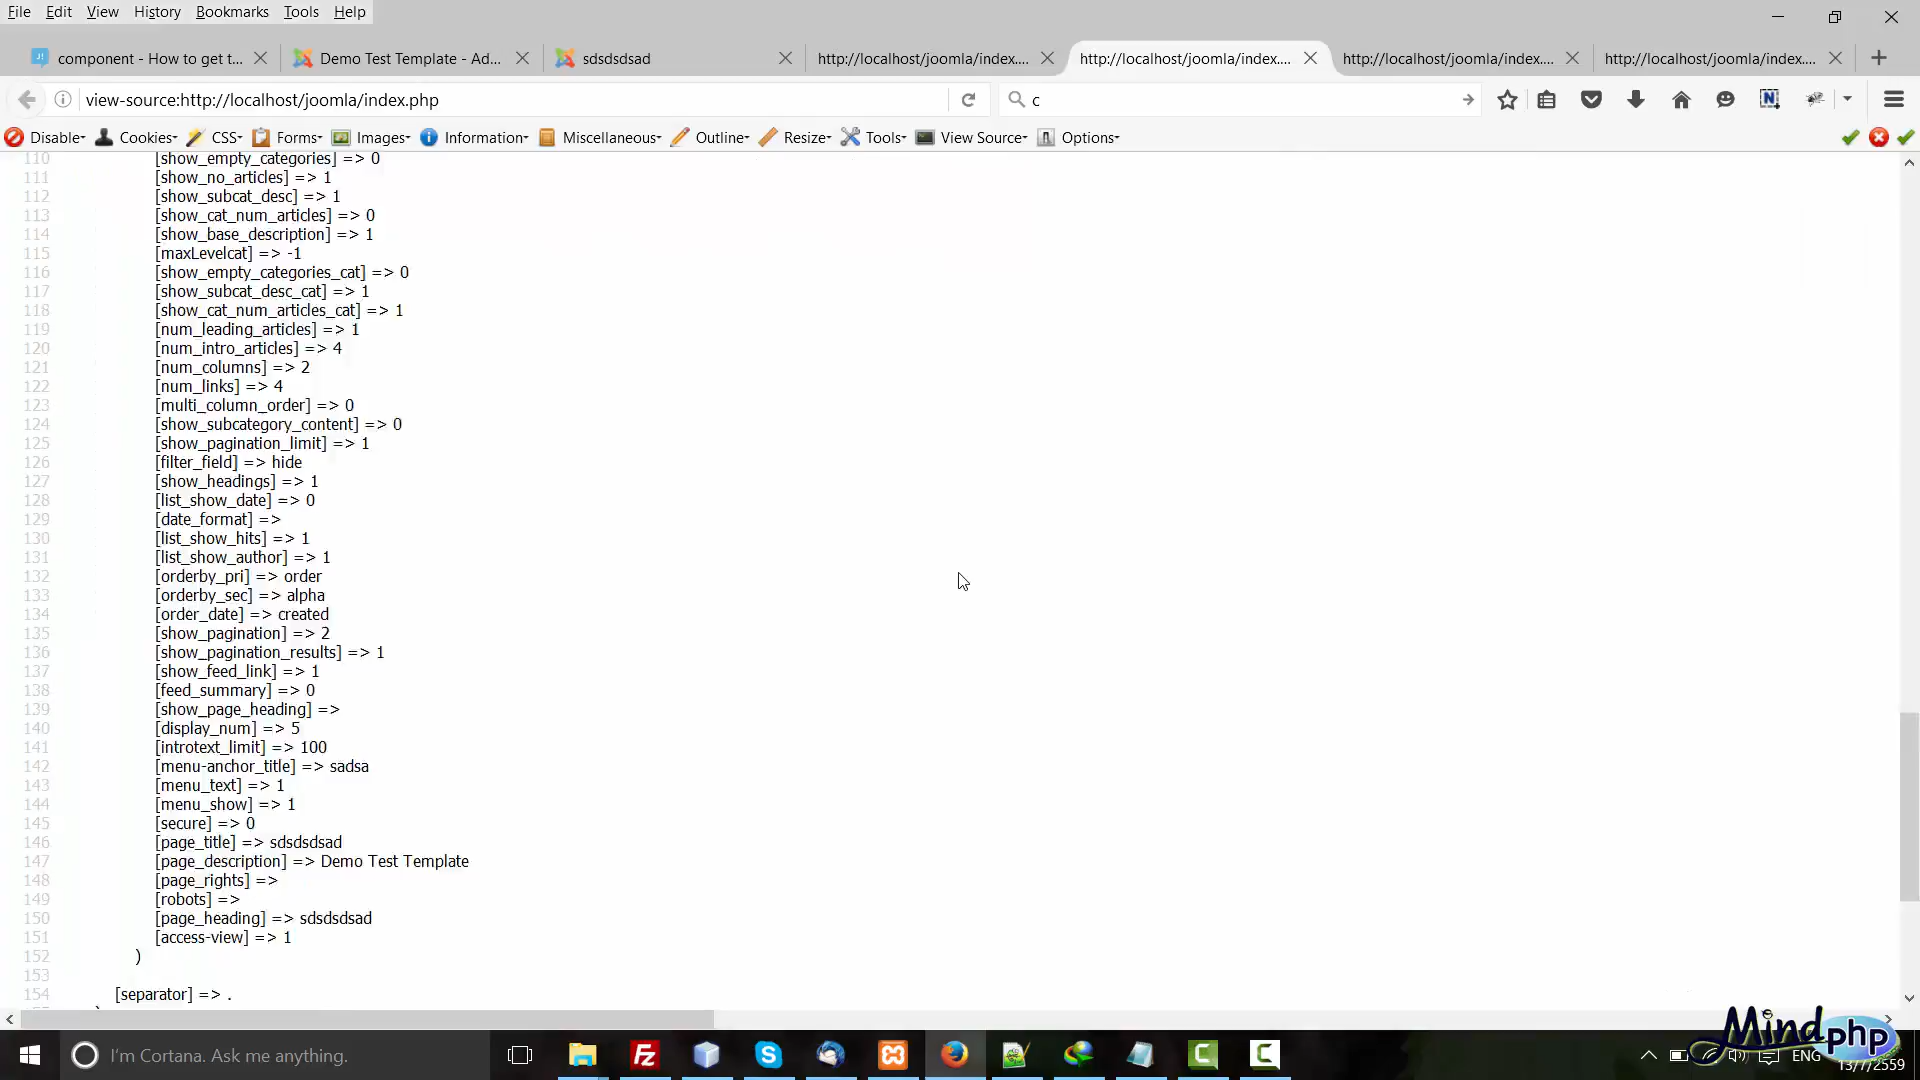 File Edit View History Bookmarks Tools Help
component - How to get t... Demo Test Template - Ad... sdsdsdsad http://localhost/joomla/index.... http://localhost/joomla/index.... http://localhost/joomla/index.... http://localhost/joomla/index....
view-source:http://localhost/joomla/index.php c
Disable Cookies CSS Forms Images Information Miscellaneous Outline Resize Tools View Source Options
110 [show_empty_categories] => 0
111 [show_no_articles] => 1
112 [show_subcat_desc] => 1
113 [show_cat_num_articles] => 0
114 [show_base_description] => 1
115 [maxLevelcat] => -1
116 [show_empty_categories_cat] => 0
117 [show_subcat_desc_cat] => 1
118 [show_cat_num_articles_cat] => 1
119 [num_leading_articles] => 1
120 [num_intro_articles] => 4
121 [num_columns] => 2
122 [num_links] => 4
123 [multi_column_order] => 0
124 [show_subcategory_content] => 0
125 [show_pagination_limit] => 1
126 [filter_field] => hide
127 [show_headings] => 1
128 [list_show_date] => 0
129 [date_format] =>
130 [list_show_hits] => 1
131 [list_show_author] => 1
132 [orderby_pri] => order
133 [orderby_sec] => alpha
134 [order_date] => created
135 [show_pagination] => 2
136 [show_pagination_results] => 1
137 [show_feed_link] => 1
138 [feed_summary] => 0
139 [show_page_heading] =>
140 [display_num] => 5
141 [introtext_limit] => 100
142 [menu-anchor_title] => sadsa
143 [menu_text] => 1
144 [menu_show] => 1
145 [secure] => 0
146 [page_title] => sdsdsdsad
147 [page_description] => Demo Test Template
148 [page_rights] =>
149 [robots] =>
150 [page_heading] => sdsdsdsad
151 [access-view] => 1
152 )
153
154 [separator] => .
I'm Cortana. Ask me anything. ENG
13/7/2559
Mindphp